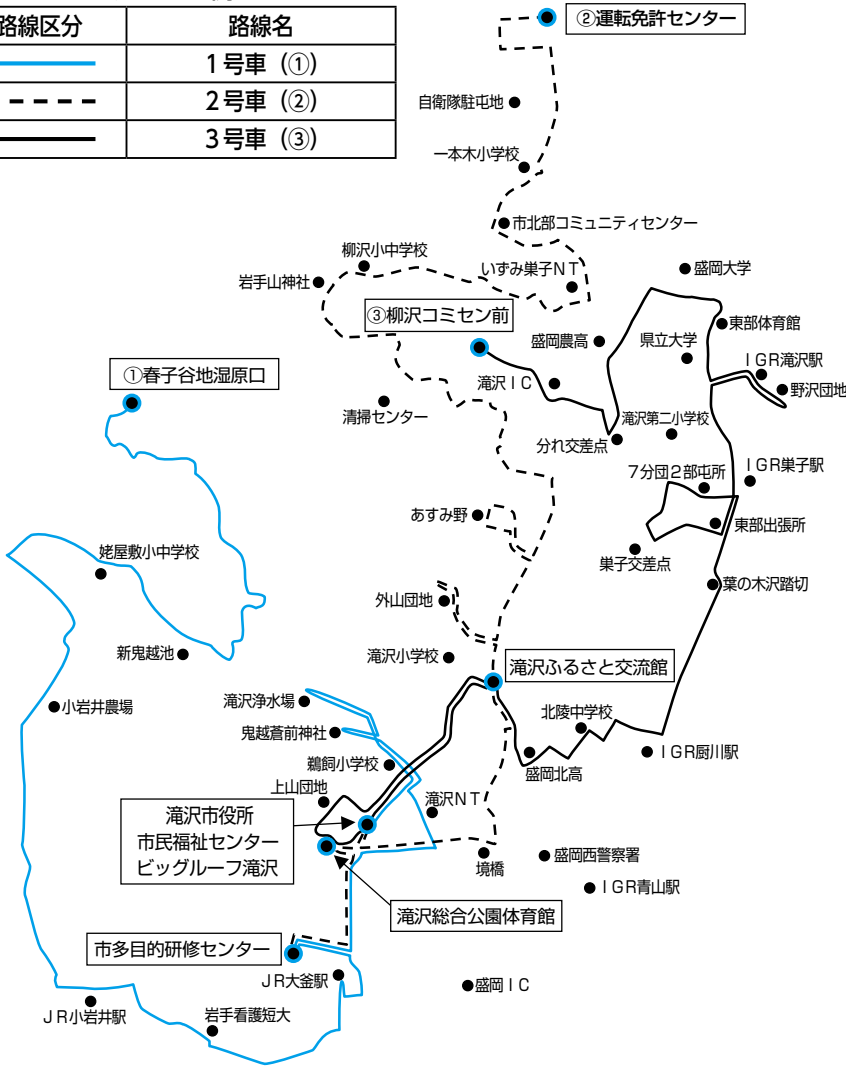 路線区分 路線名
1号車（①）
2号車（②）
3号車（③）
②運転免許センター
自衛隊駐屯地
一本木小学校
市北部コミュニティセンター
柳沢小中学校
いずみ巣子NT
盛岡大学
岩手山神社
③柳沢コミセン前
盛岡農高
県立大学
東部体育館
IGR滝沢駅
①春子谷地湿原口
滝沢IC
野沢団地
清掃センター
滝沢第二小学校
分れ交差点
7分団2部屯所
IGR巣子駅
あすみ野
東部出張所
姥屋敷小中学校
巣子交差点
葉の木沢踏切
外山団地
新鬼越池
滝沢小学校
滝沢ふるさと交流館
小岩井農場
滝沢浄水場
北陵中学校
鬼越蒼前神社
IGR厨川駅
鵜飼小学校
盛岡北高
上山団地
滝沢NT
滝沢市役所
市民福祉センター
ビッグルーフ滝沢
境橋
盛岡西警察署
IGR青山駅
滝沢総合公園体育館
市多目的研修センター
JR大釜駅
盛岡IC
JR小岩井駅
岩手看護短大